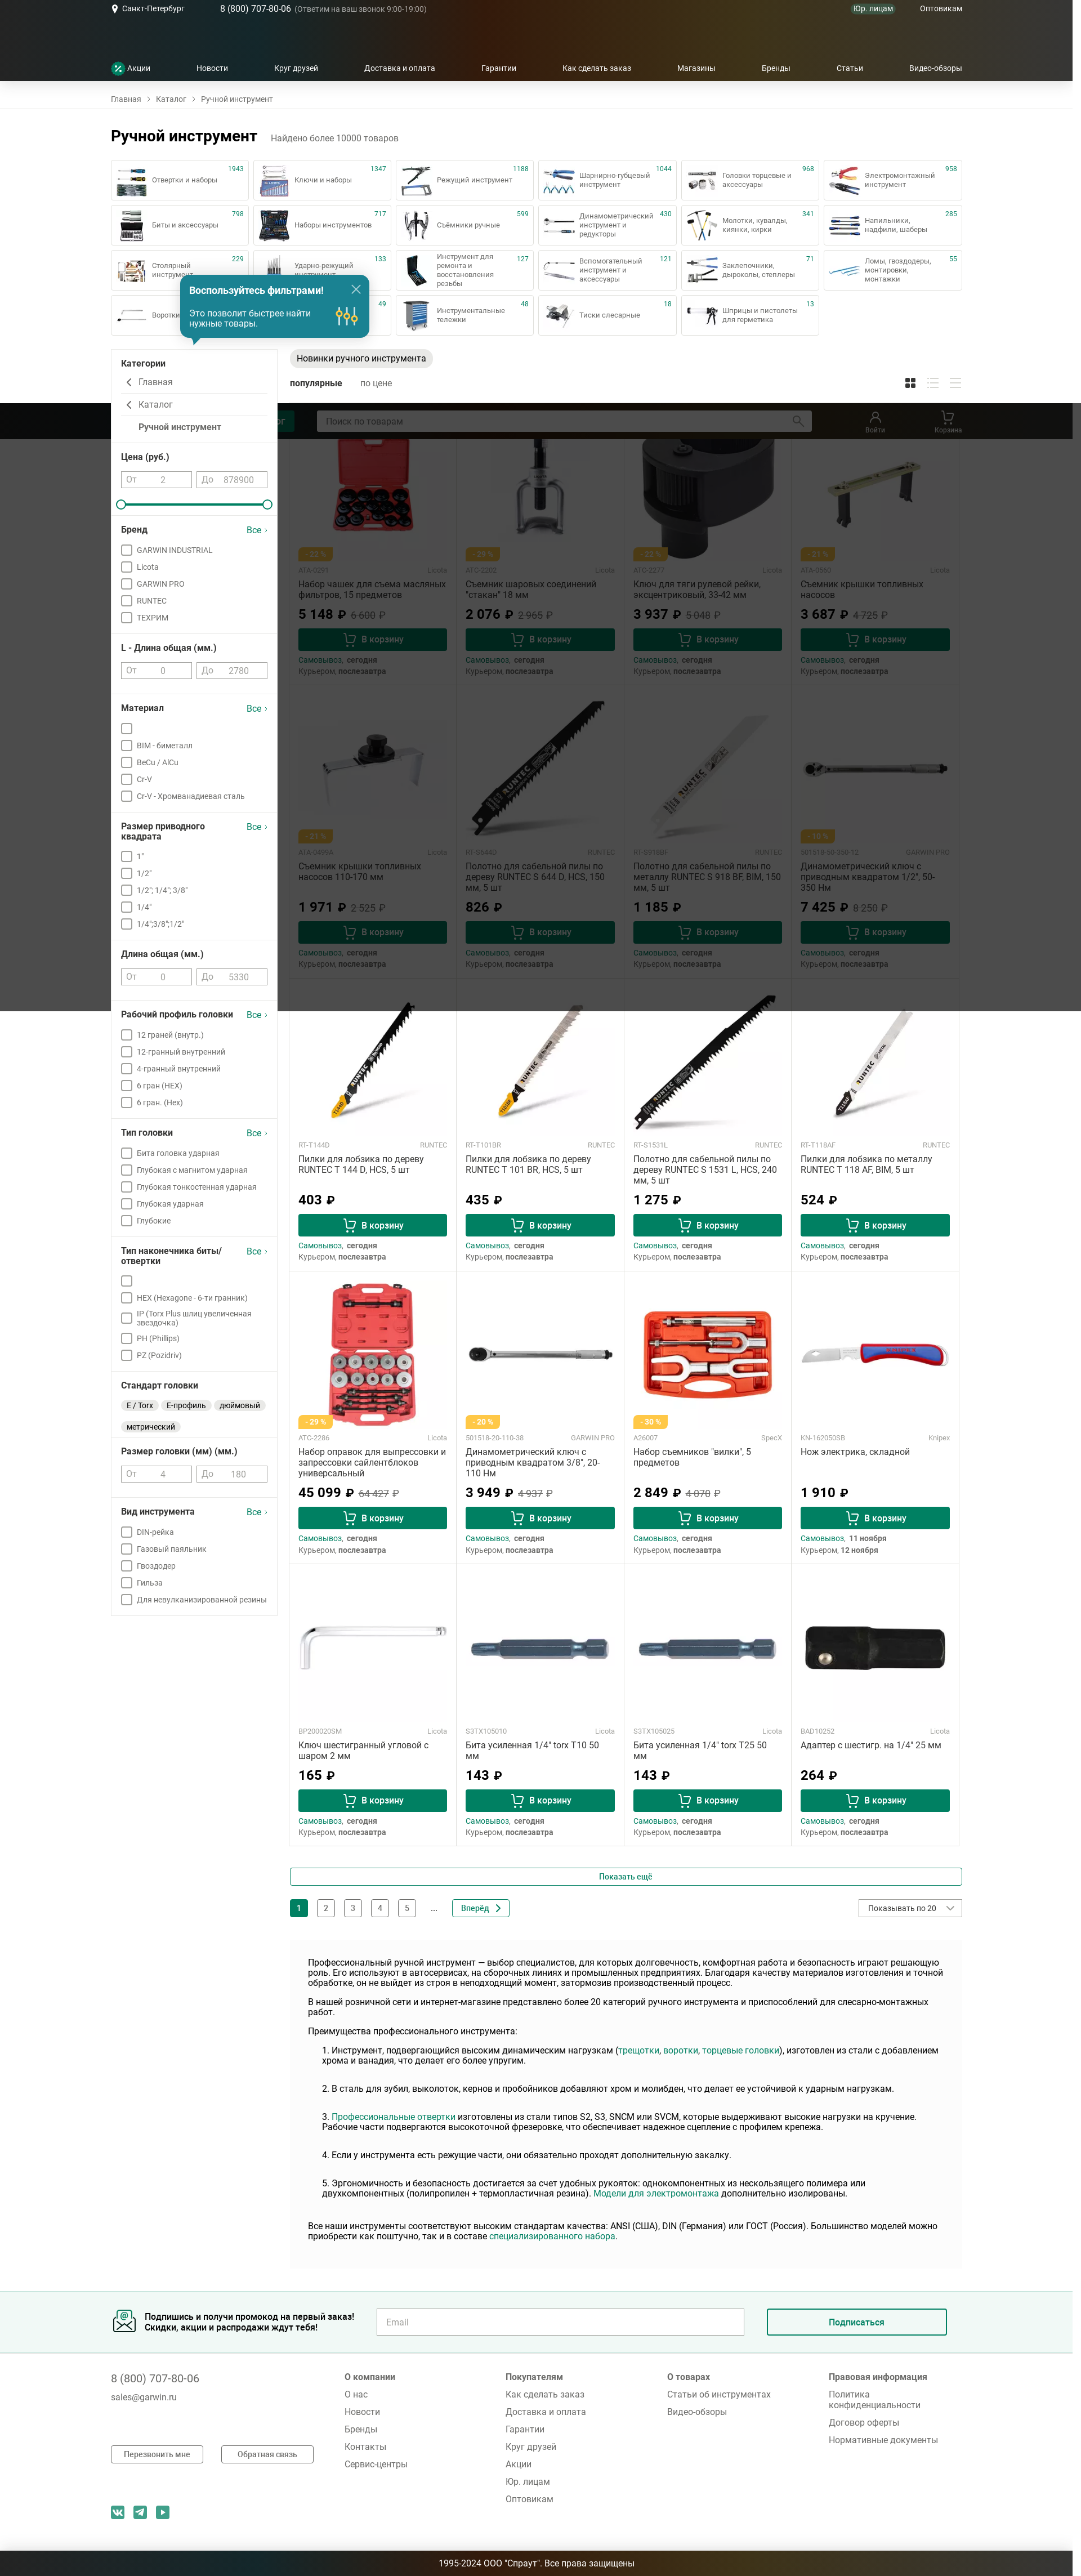 Санкт-Петербург
8 (800) 707-80-06 (Ответим на ваш звонок 9:00-19:00)
Юр. лицам
Оптовикам
Акции
Новости
Круг друзей
Доставка и оплата
Гарантии
Как сделать заказ
Магазины
Бренды
Статьи
Видео-обзоры
Главная > Каталог > Ручной инструмент
Ручной инструмент
Найдено более 10000 товаров
Отвертки и наборы 1943
Ключи и наборы 1347
Режущий инструмент 1188
Шарнирно-губцевый инструмент 1044
Головки торцевые и аксессуары 968
Электромонтажный инструмент 958
Биты и аксессуары 798
Наборы инструментов 717
Съёмники ручные 599
Динамометрический инструмент и редукторы 430
Молотки, кувалды, киянки, кирки 341
Напильники, надфили, шаберы 285
Столярный 229
Ударно-режущий 133
Инструмент для ремонта и восстановления резьбы 127
Вспомогательный инструмент и аксессуары 121
Заклепочники, дыроколы, степлеры 71
Ломы, гвоздодеры, монтировки, монтажки 55
49
Инструментальные тележки 48
Тиски слесарные 18
Шприцы и пистолеты для герметика 13
Воспользуйтесь фильтрами!
Это позволит быстрее найти
нужные товары.
Категории
Главная
Каталог
Ручной инструмент
Цена (руб.)
От 2 До 878900
Бренд Все
GARWIN INDUSTRIAL
Licota
GARWIN PRO
RUNTEC
ТЕХРИМ
L - Длина общая (мм.)
От 0 До 2780
Материал Все
BIM - биметалл
BeCu / AlCu
Cr-V
Cr-V - Хромванадиевая сталь
Размер приводного квадрата Все
1"
1/2"
1/2"; 1/4"; 3/8"
1/4"
1/4";3/8";1/2"
Длина общая (мм.)
От 0 До 5330
Рабочий профиль головки Все
12 граней (внутр.)
12-гранный внутренний
4-гранный внутренний
6 гран (HEX)
6 гран. (Hex)
Тип головки Все
Бита головка ударная
Глубокая с магнитом ударная
Глубокая тонкостенная ударная
Глубокая ударная
Глубокие
Тип наконечника биты/отвертки Все
HEX (Hexagone - 6-ти гранник)
IP (Torx Plus шлиц увеличенная звездочка)
PH (Phillips)
PZ (Pozidriv)
Стандарт головки
E / Torx
Е-профиль
дюймовый
метрический
Размер головки (мм) (мм.)
От 4 До 180
Вид инструмента Все
DIN-рейка
Газовый паяльник
Гвоздодер
Гильза
Для невулканизированной резины
Новинки ручного инструмента
популярные
по цене
Поиск по товарам
Войти
Корзина
Licota
Набор чашек для съема масляных фильтров, 15 предметов
5 148 ₽ 6 600 ₽
В корзину
Самовывоз, сегодня
Курьером, послезавтра
Licota
Съемник шаровых соединений "стакан" 18 мм
2 076 ₽ 2 965 ₽
В корзину
Самовывоз, сегодня
Курьером, послезавтра
Licota
Ключ для тяги рулевой рейки, эксцентриковый, 33-42 мм
3 937 ₽ 5 048 ₽
В корзину
Самовывоз, сегодня
Курьером, послезавтра
Licota
Съемник крышки топливных насосов
3 687 ₽ 4 725 ₽
В корзину
Самовывоз, сегодня
Курьером, послезавтра
Licota
Съемник крышки топливных насосов 110-170 мм
1 971 ₽ 2 525 ₽
В корзину
Самовывоз, сегодня
Курьером, послезавтра
RT-S644D RUNTEC
Полотно для сабельной пилы по дереву RUNTEC S 644 D, HCS, 150 мм, 5 шт
826 ₽
В корзину
Самовывоз, сегодня
Курьером, послезавтра
RT-S918BF RUNTEC
Полотно для сабельной пилы по металлу RUNTEC S 918 BF, BIM, 150 мм, 5 шт
1 185 ₽
В корзину
Самовывоз, сегодня
Курьером, послезавтра
GARWIN PRO
Динамометрический ключ с приводным квадратом 1/2", 50-350 Нм
7 425 ₽ 8 250 ₽
В корзину
Самовывоз, сегодня
Курьером, послезавтра
RT-T144D RUNTEC
Пилки для лобзика по дереву RUNTEC T 144 D, HCS, 5 шт
403 ₽
В корзину
Самовывоз, сегодня
Курьером, послезавтра
RT-T101BR RUNTEC
Пилки для лобзика по дереву RUNTEC T 101 BR, HCS, 5 шт
435 ₽
В корзину
Самовывоз, сегодня
Курьером, послезавтра
RT-S1531L RUNTEC
Полотно для сабельной пилы по дереву RUNTEC S 1531 L, HCS, 240 мм, 5 шт
1 275 ₽
В корзину
Самовывоз, сегодня
Курьером, послезавтра
RT-T118AF RUNTEC
Пилки для лобзика по металлу RUNTEC T 118 AF, BIM, 5 шт
524 ₽
В корзину
Самовывоз, сегодня
Курьером, послезавтра
- 29 %
ATC-2286 Licota
Набор оправок для выпрессовки и запрессовки сайлентблоков универсальный
45 099 ₽ 64 427 ₽
В корзину
Самовывоз, сегодня
Курьером, послезавтра
- 20 %
501518-20-110-38 GARWIN PRO
Динамометрический ключ с приводным квадратом 3/8", 20-110 Нм
3 949 ₽ 4 937 ₽
В корзину
Самовывоз, сегодня
Курьером, послезавтра
- 30 %
A26007 SpecX
Набор съемников "вилки", 5 предметов
2 849 ₽ 4 070 ₽
В корзину
Самовывоз, сегодня
Курьером, послезавтра
KN-162050SB Knipex
Нож электрика, складной
1 910 ₽
В корзину
Самовывоз, 11 ноября
Курьером, 12 ноября
BP200020SM Licota
Ключ шестигранный угловой с шаром 2 мм
165 ₽
В корзину
Самовывоз, сегодня
Курьером, послезавтра
S3TX105010 Licota
Бита усиленная 1/4" torx T10 50 мм
143 ₽
В корзину
Самовывоз, сегодня
Курьером, послезавтра
S3TX105025 Licota
Бита усиленная 1/4" torx T25 50 мм
143 ₽
В корзину
Самовывоз, сегодня
Курьером, послезавтра
BAD10252 Licota
Адаптер с шестигр. на 1/4" 25 мм
264 ₽
В корзину
Самовывоз, сегодня
Курьером, послезавтра
Показать ещё
1 2 3 4 5 ... Вперёд
Показывать по 20
Профессиональный ручной инструмент — выбор специалистов, для которых долговечность, комфортная работа и безопасность играют решающую
роль. Его используют в автосервисах, на сборочных линиях и промышленных предприятиях. Благодаря качеству материалов изготовления и точной
обработке, он не выйдет из строя в неподходящий момент, затормозив производственный процесс.
В нашей розничной сети и интернет-магазине представлено более 20 категорий ручного инструмента и приспособлений для слесарно-монтажных
работ.
Преимущества профессионального инструмента:
1. Инструмент, подвергающийся высоким динамическим нагрузкам (трещотки, воротки, торцевые головки), изготовлен из стали с добавлением
хрома и ванадия, что делает его более упругим.
2. В сталь для зубил, выколоток, кернов и пробойников добавляют хром и молибден, что делает ее устойчивой к ударным нагрузкам.
3. Профессиональные отвертки изготовлены из стали типов S2, S3, SNCM или SVCM, которые выдерживают высокие нагрузки на кручение.
Рабочие части подвергаются высокоточной фрезеровке, что обеспечивает надежное сцепление с профилем крепежа.
4. Если у инструмента есть режущие части, они обязательно проходят дополнительную закалку.
5. Эргономичность и безопасность достигается за счет удобных рукояток: однокомпонентных из нескользящего полимера или
двухкомпонентных (полипропилен + термопластичная резина). Модели для электромонтажа дополнительно изолированы.
Все наши инструменты соответствуют высоким стандартам качества: ANSI (США), DIN (Германия) или ГОСТ (Россия). Большинство моделей можно
приобрести как поштучно, так и в составе специализированного набора.
Подпишись и получи промокод на первый заказ!
Скидки, акции и распродажи ждут тебя!
Email
Подписаться
8 (800) 707-80-06
sales@garwin.ru
Перезвонить мне
Обратная связь
О компании
О нас
Новости
Бренды
Контакты
Сервис-центры
Покупателям
Как сделать заказ
Доставка и оплата
Гарантии
Круг друзей
Акции
Юр. лицам
Оптовикам
О товарах
Статьи об инструментах
Видео-обзоры
Правовая информация
Политика
конфиденциальности
Договор оферты
Нормативные документы
1995-2024 ООО "Спраут". Все права защищены